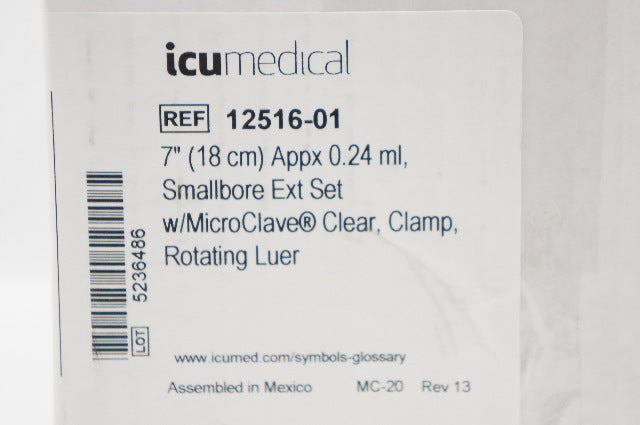 icumedical
REF 12516-01
7" (18 cm) Appx 0.24 ml,
Smallbore Ext Set
w/MicroClave® Clear, Clamp,
Rotating Luer
LOT 5236486
www.icumed.com/symbols-glossary
Assembled in Mexico MC-20 Rev 13